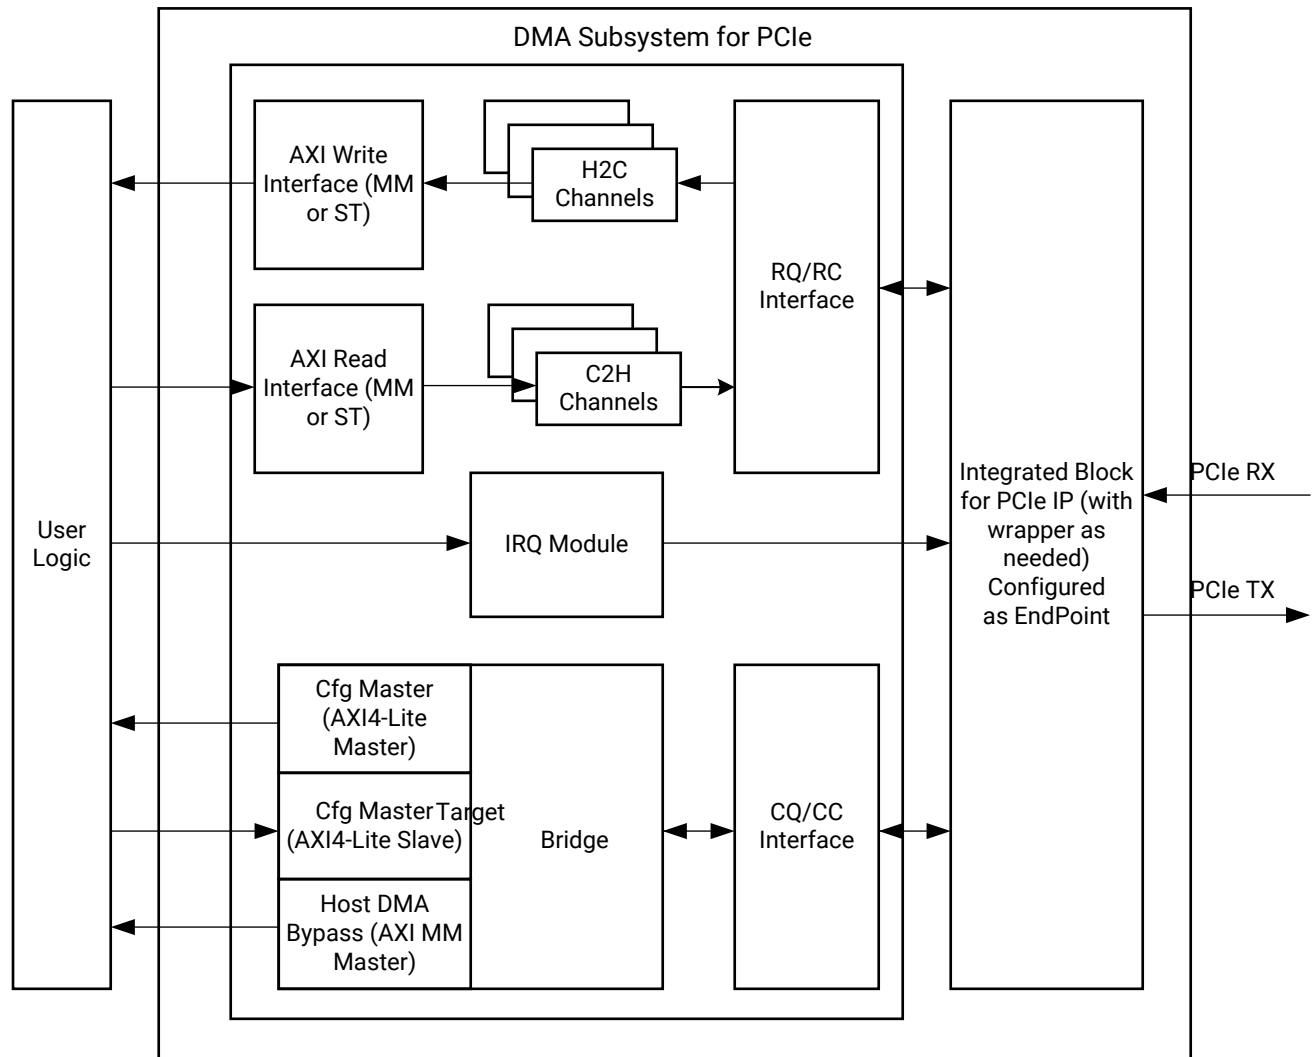 DMA Subsystem for PCIe
AXI Write
Interface (MM
or ST)
H2C
Channels
RQ/RC
Interface
AXI Read
Interface (MM
or ST)
C2H
Channels
User
Logic
IRQ Module
Integrated Block
for PCIe IP (with
wrapper as
needed)
Configured
as EndPoint
PCIe RX
PCIe TX
Cfg Master
(AXI4-Lite
Master)
Cfg Master Target
(AXI4-Lite Slave)
Host DMA
Bypass (AXI MM
Master)
Bridge
CQ/CC
Interface